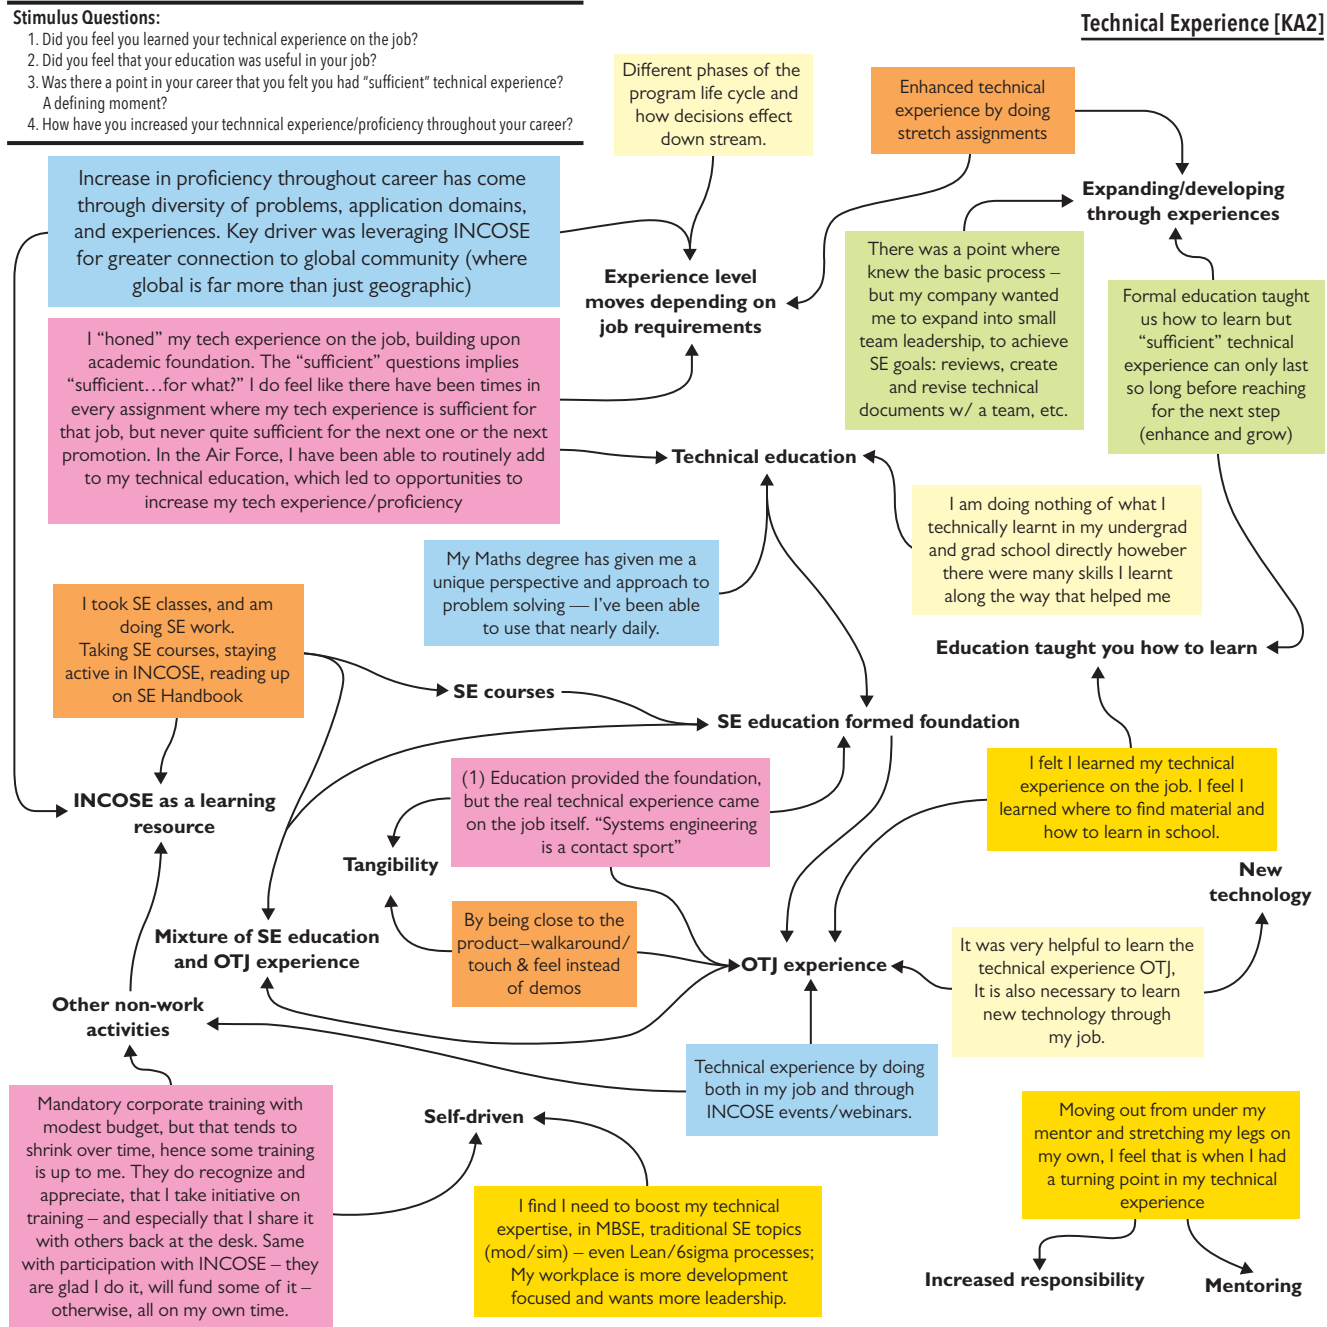 Stimulus Questions:
1. Did you feel you learned your technical experience on the job?
2. Did you feel that your education was useful in your job?
3. Was there a point in your career that you felt you had “sufficient” technical experience?
A defining moment?
4. How have you increased your technnical experience/proficiency throughout your career?
Technical Experience [KA2]
Different phases of the
program life cycle and
how decisions effect
down stream.
Enhanced technical
experience by doing
stretch assignments
Increase in proficiency throughout career has come
through diversity of problems, application domains,
and experiences. Key driver was leveraging INCOSE
for greater connection to global community (where
global is far more than just geographic)
Expanding/developing
through experiences
Experience level
moves depending on
job requirements
There was a point where
knew the basic process –
but my company wanted
me to expand into small
team leadership, to achieve
SE goals: reviews, create
and revise technical
documents w/ a team, etc.
Formal education taught
us how to learn but
“sufficient” technical
experience can only last
so long before reaching
for the next step
(enhance and grow)
I “honed” my tech experience on the job, building upon
academic foundation. The “sufficient” questions implies
“sufficient…for what?” I do feel like there have been times in
every assignment where my tech experience is sufficient for
that job, but never quite sufficient for the next one or the next
promotion. In the Air Force, I have been able to routinely add
to my technical education, which led to opportunities to
increase my tech experience/proficiency
Technical education
I am doing nothing of what I
technically learnt in my undergrad
and grad school directly howeber
there were many skills I learnt
along the way that helped me
My Maths degree has given me a
unique perspective and approach to
problem solving — I’ve been able
to use that nearly daily.
I took SE classes, and am
doing SE work.
Taking SE courses, staying
active in INCOSE, reading up
on SE Handbook
Education taught you how to learn
SE courses
SE education formed foundation
I felt I learned my technical
experience on the job. I feel I
learned where to find material and
how to learn in school.
(1) Education provided the foundation,
but the real technical experience came
on the job itself. “Systems engineering
is a contact sport”
INCOSE as a learning
resource
Tangibility
New
technology
By being close to the
product–walkaround/
touch & feel instead
of demos
Mixture of SE education
and OTJ experience
OTJ experience
It was very helpful to learn the
technical experience OTJ,
It is also necessary to learn
new technology through
my job.
Other non-work
activities
Technical experience by doing
both in my job and through
INCOSE events/webinars.
Mandatory corporate training with
modest budget, but that tends to
shrink over time, hence some training
is up to me. They do recognize and
appreciate, that I take initiative on
training – and especially that I share it
with others back at the desk. Same
with participation with INCOSE – they
are glad I do it, will fund some of it –
otherwise, all on my own time.
Self-driven
Moving out from under my
mentor and stretching my legs on
my own, I feel that is when I had
a turning point in my technical
experience
I find I need to boost my technical
expertise, in MBSE, traditional SE topics
(mod/sim) – even Lean/6sigma processes;
My workplace is more development
focused and wants more leadership.
Increased responsibility
Mentoring